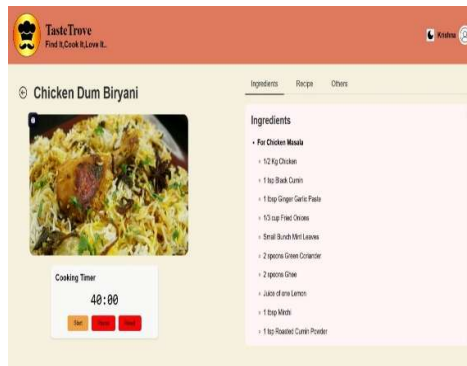 TasteTrove
Find it,Cook it,Love it..
Krishna
Chicken Dum Biryani
Ingredients
Recipe
Others
Ingredients
For Chicken Masala
1/2 Kg Chicken
1 tsp Black Cumin
1 tbsp Ginger Garlic Paste
1/3 cup Fried Onions
Small Bunch Mint Leaves
2 spoons Green Coriander
2 spoons Ghee
Juice of one Lemon
1 tbsp Mirchi
1 tsp Roasted Cumin Powder
Cooking Timer
40:00
Start